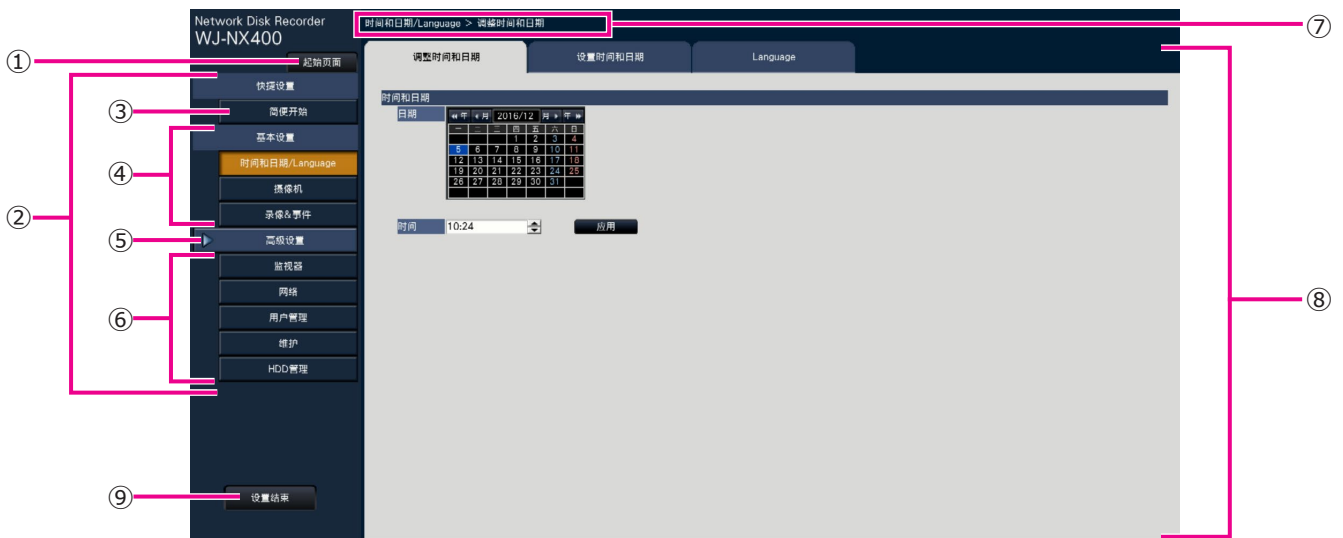 Network Disk Recorder
WJ-NX400
时间和日期/Language > 调整时间和日期
⑦
① 起始页面
调整时间和日期 设置时间和日期 Language
② 快捷设置
③ 简便开始
④ 基本设置
时间和日期/Language
摄像机
录像&事件
⑤ 高级设置
⑥ 监视器
网络
用户管理
维护
HDD管理
⑨ 设置结束
时间和日期
日期 年 月 2016/12 月 年
一 二 三 四 五 六 日
1 2 3 4
5 6 7 8 9 10 11
12 13 14 15 16 17 18
19 20 21 22 23 24 25
26 27 28 29 30 31
时间 10:24 应用
⑧